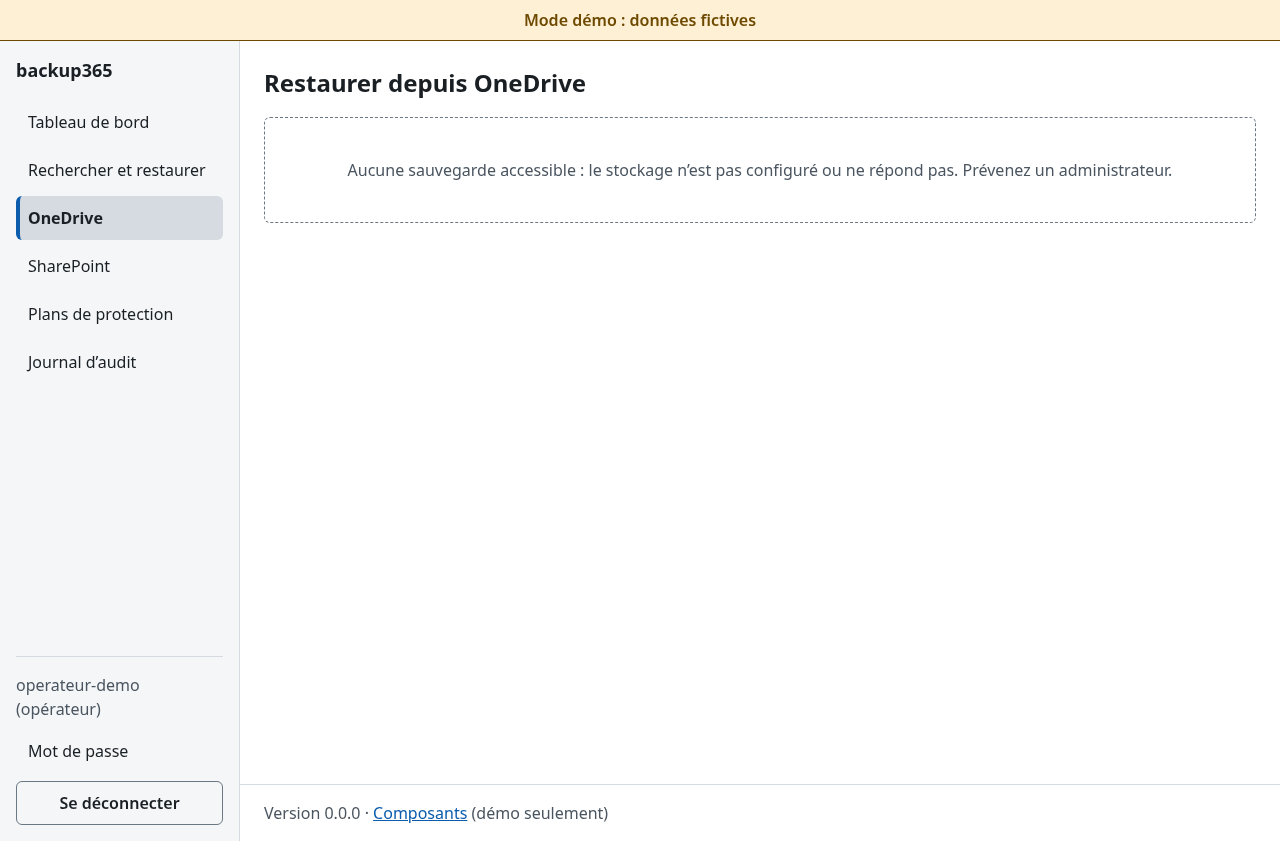 Mode démo : données fictives
backup365
Tableau de bord
Rechercher et restaurer
OneDrive
SharePoint
Plans de protection
Journal d’audit
operateur-demo
(opérateur)
Mot de passe
Se déconnecter
Restaurer depuis OneDrive
Aucune sauvegarde accessible : le stockage n’est pas configuré ou ne répond pas. Prévenez un administrateur.
Version 0.0.0 · Composants (démo seulement)